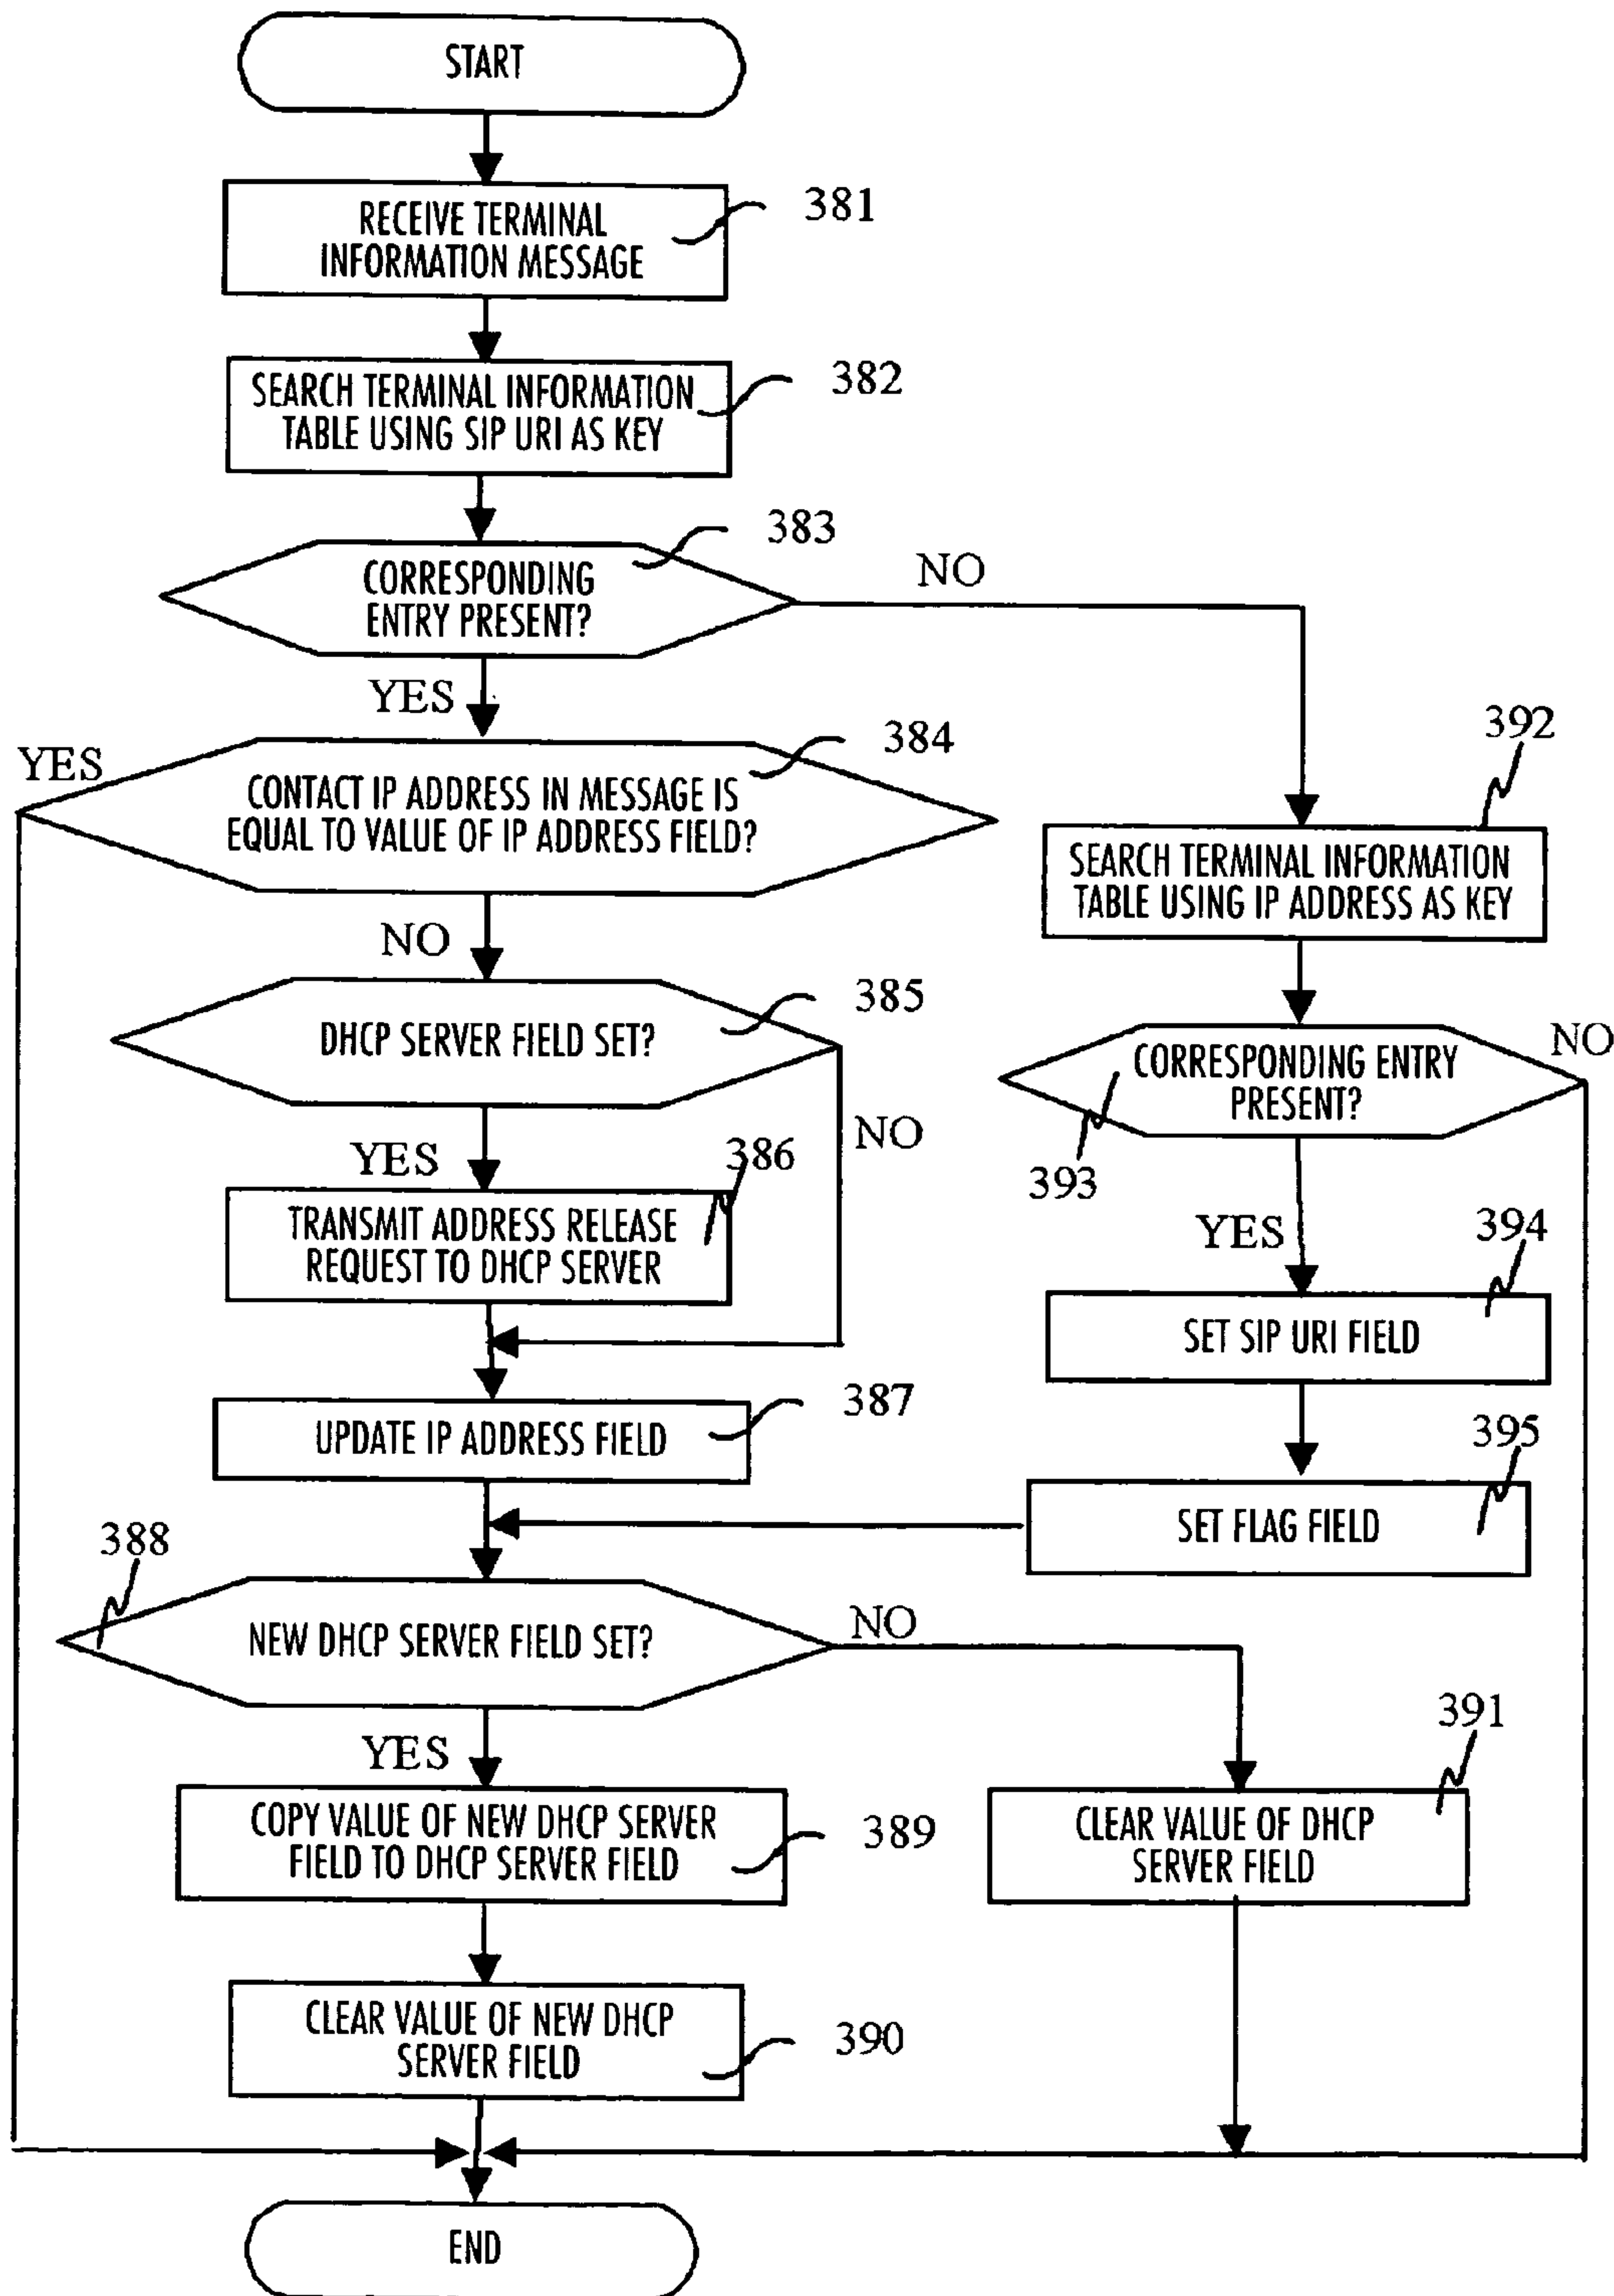 START
RECEIVE TERMINAL
INFORMATION MESSAGE
381
SEARCH TERMINAL INFORMATION
TABLE USING SIP URI AS KEY
382
CORRESPONDING
ENTRY PRESENT?
383
NO
YES
YES
CONTACT IP ADDRESS IN MESSAGE IS
EQUAL TO VALUE OF IP ADDRESS FIELD?
384
392
SEARCH TERMINAL INFORMATION
TABLE USING IP ADDRESS AS KEY
NO
DHCP SERVER FIELD SET?
385
NO
CORRESPONDING ENTRY
PRESENT?
NO
393
YES
386
TRANSMIT ADDRESS RELEASE
REQUEST TO DHCP SERVER
YES
394
SET SIP URI FIELD
UPDATE IP ADDRESS FIELD
387
395
SET FLAG FIELD
388
NEW DHCP SERVER FIELD SET?
NO
YES
391
COPY VALUE OF NEW DHCP SERVER
FIELD TO DHCP SERVER FIELD
389
CLEAR VALUE OF DHCP
SERVER FIELD
CLEAR VALUE OF NEW DHCP
SERVER FIELD
390
END